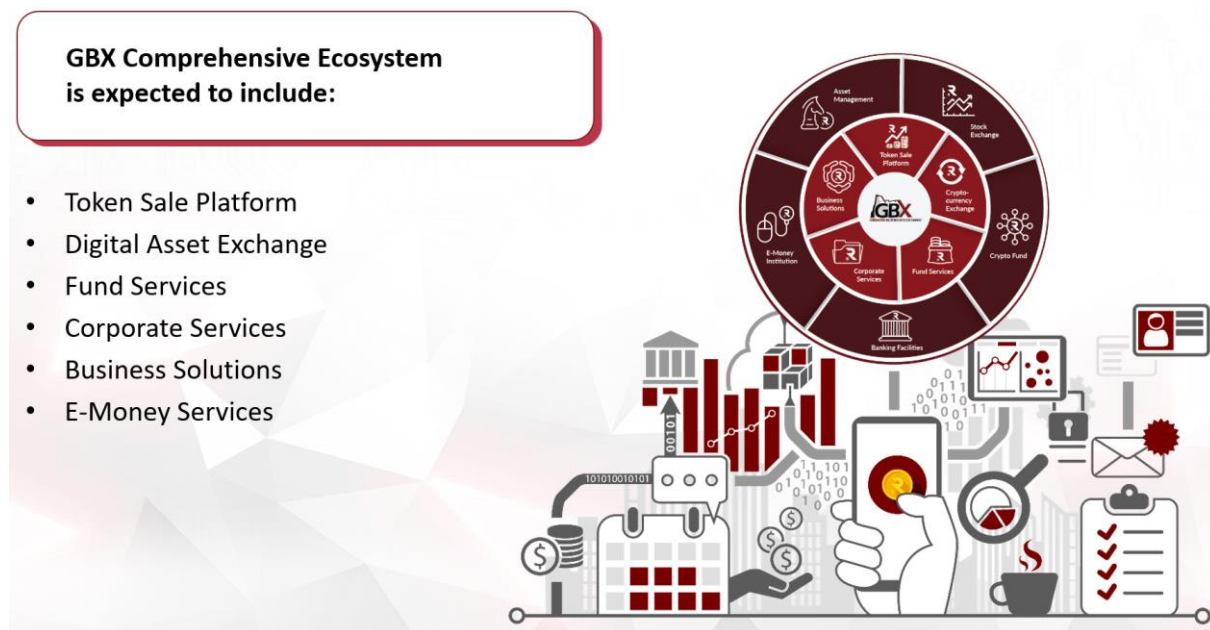 GBX Comprehensive Ecosystem
is expected to include:
• Token Sale Platform
• Digital Asset Exchange
• Fund Services
• Corporate Services
• Business Solutions
• E-Money Services
Asset
Management
Stock
Exchange
Token Sale
Platform
Business
Solutions
GBX
Crypto-
currency
Exchange
E-Money
Institution
Corporate
Services
Fund Services
Crypto Fund
Banking Facilities
00101
101010010101